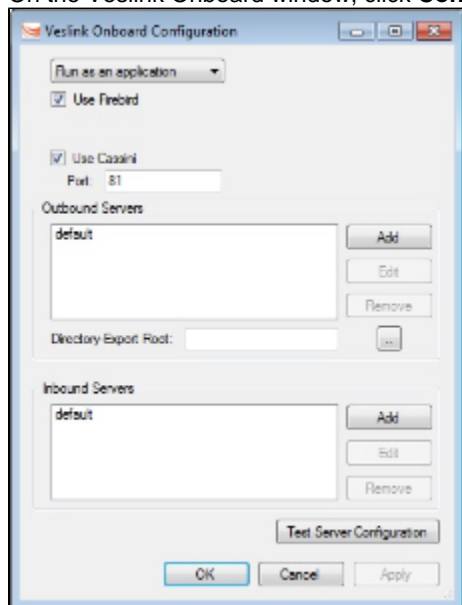 On the Veslink Onboard window, click
Veslink Onboard Configuration
Run as an application
Use Firebird
Use Cassini
Port: 81
Outbound Servers
default
Add
Edit
Remove
Directory Export Root:
...
Inbound Servers
default
Add
Edit
Remove
Test Server Configuration
OK Cancel Apply